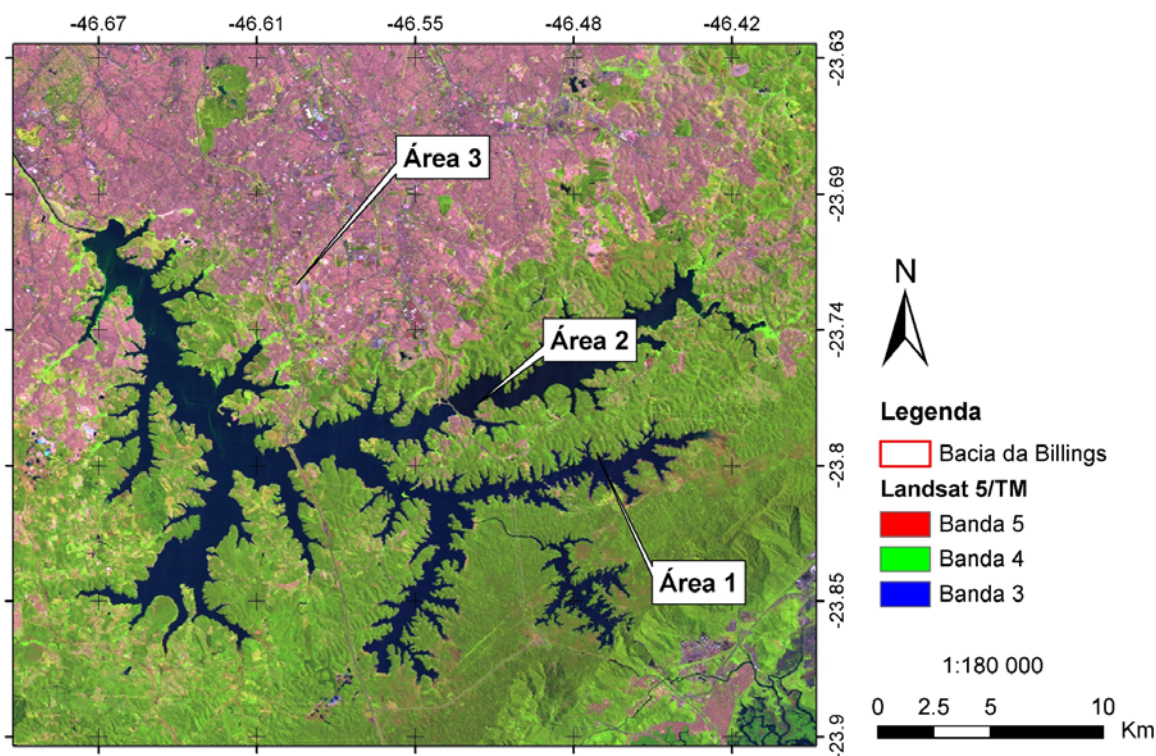 -46.67 -46.61 -46.55 -46.48 -46.42
-23.63
-23.69
-23.74
-23.8
-23.85
-23.9
Área 3
Área 2
Área 1
N
Legenda
Bacia da Billings
Landsat 5/TM
Banda 5
Banda 4
Banda 3
1:180 000
0 2.5 5 10
Km